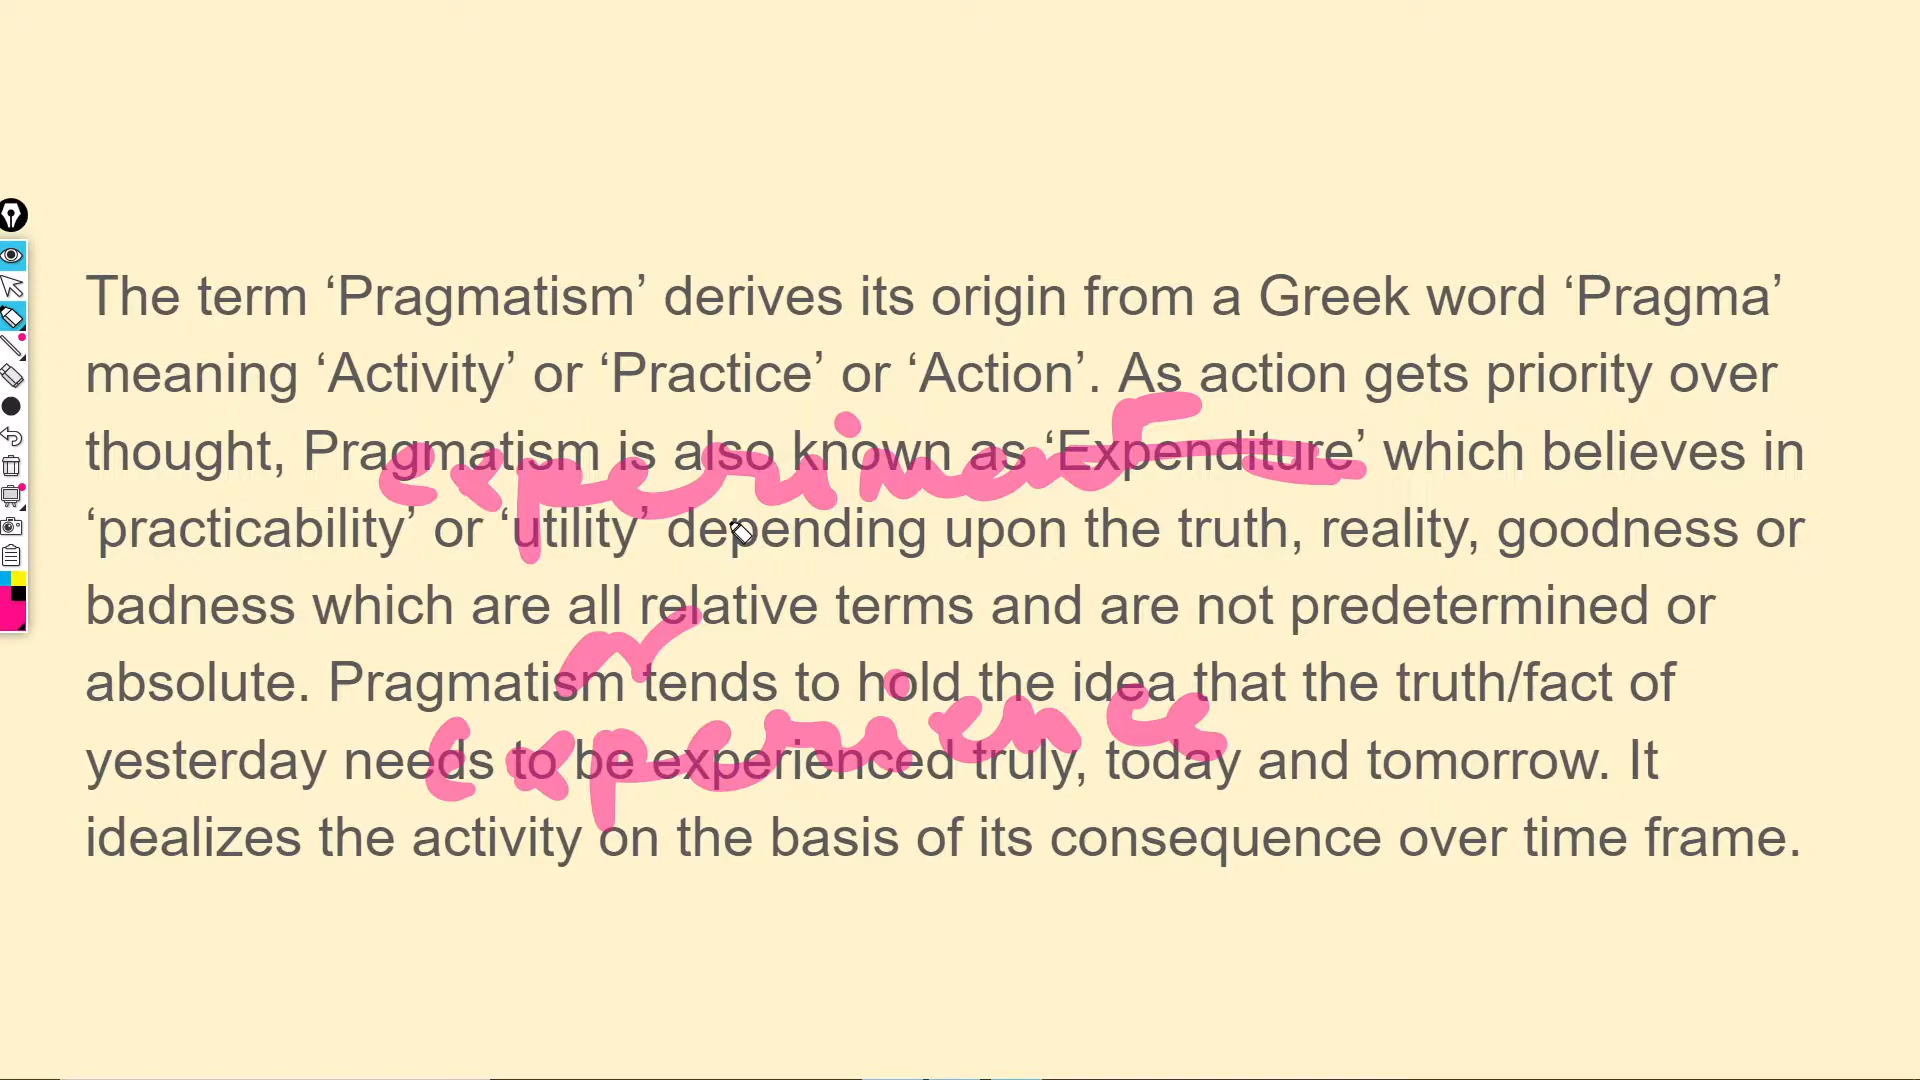 The term ‘Pragmatism’ derives its origin from a Greek word ‘Pragma’
meaning ‘Activity’ or ‘Practice’ or ‘Action’. As action gets priority over
thought, Pragmatism is also known as ‘Expenditure’ which believes in
experiment
‘practicability’ or ‘utility’ depending upon the truth, reality, goodness or
badness which are all relative terms and are not predetermined or
absolute. Pragmatism tends to hold the idea that the truth/fact of
experience
yesterday needs to be experienced truly, today and tomorrow. It
idealizes the activity on the basis of its consequence over time frame.